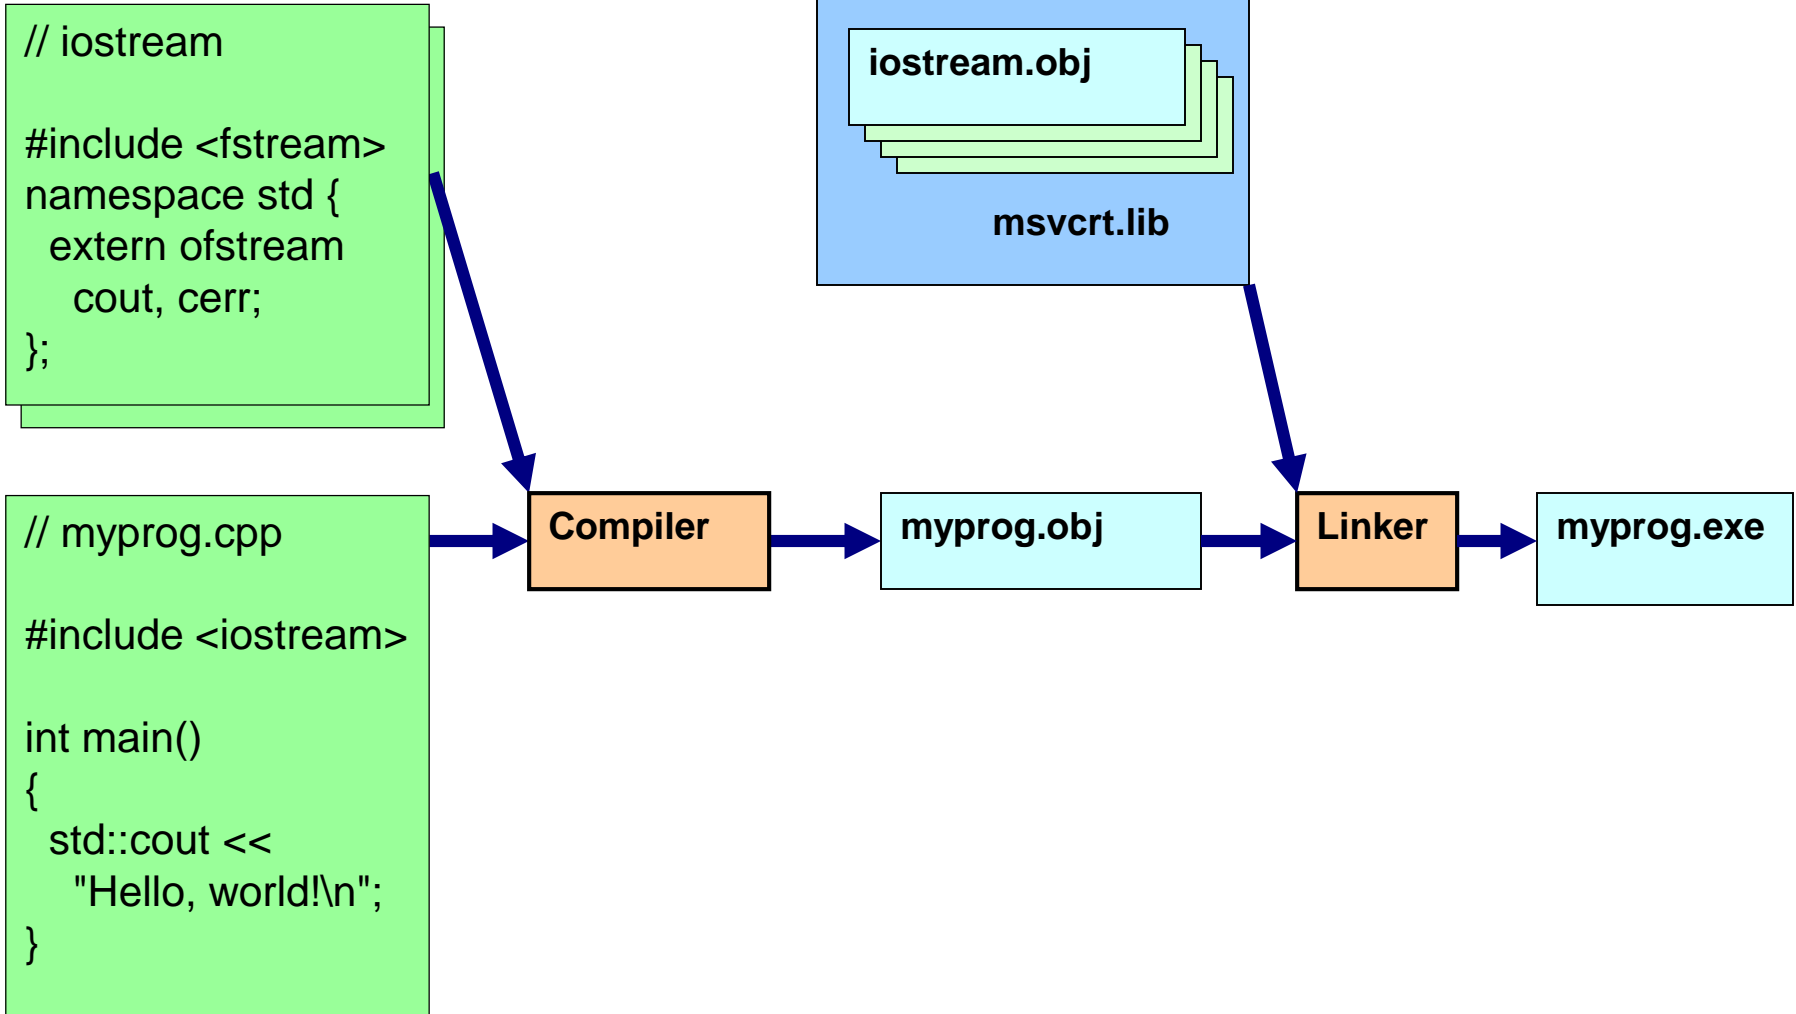 // iostream
#include <fstream>
namespace std {
extern ofstream
cout, cerr;
};
iostream.obj
msvcrt.lib
// myprog.cpp
#include <iostream>
int main()
{
std::cout <<
"Hello, world!\n";
}
Compiler
myprog.obj
Linker
myprog.exe